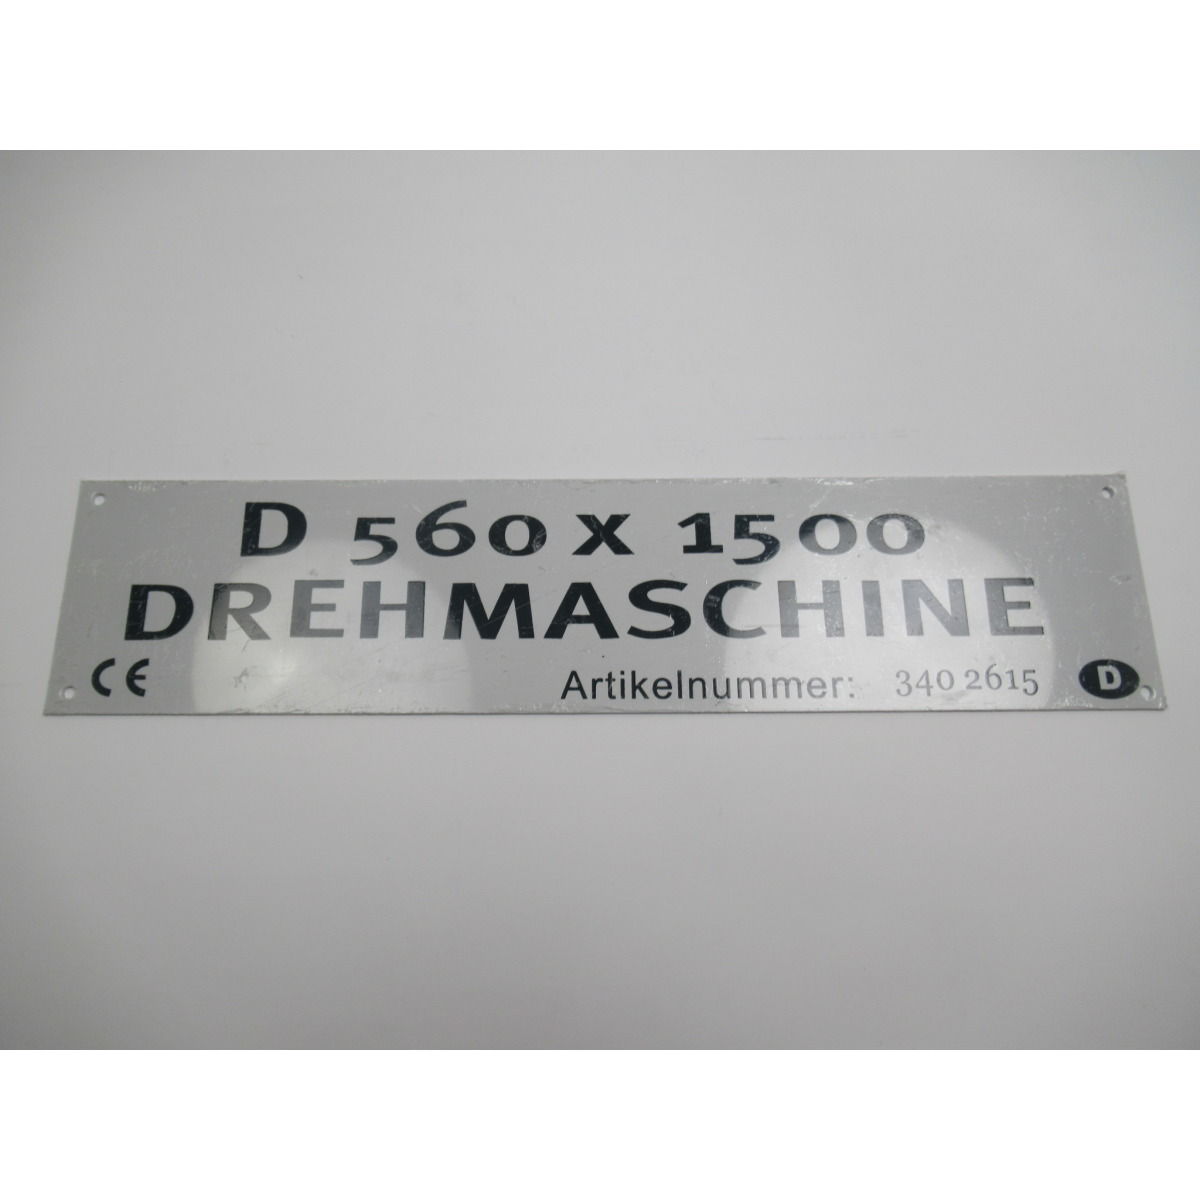 D 560 x 1500
DREHMASCHINE
CE Artikelnummer: 340 2615 D